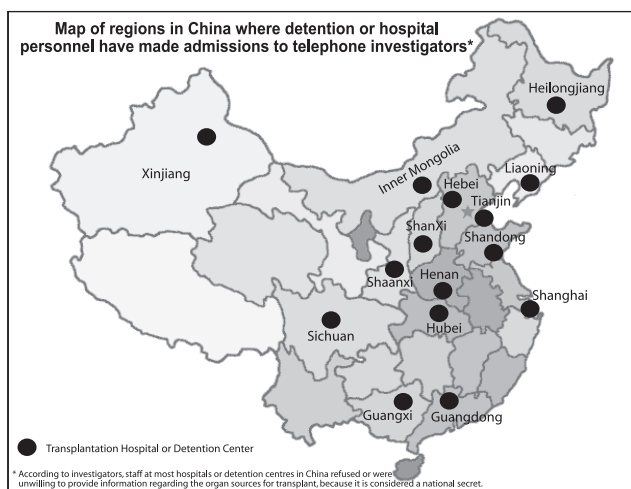 Map of regions in China where detention or hospital
personnel have made admissions to telephone investigators*
Heilongjiang
Xinjiang
Inner Mongolia
Liaoning
Hebei
Tianjin
ShanXi
Shandong
Shaanxi
Henan
Shanghai
Hubei
Sichuan
Guangxi
Guangdong
Transplantation Hospital or Detention Center
* According to investigators, staff at most hospitals or detention centres in China refused or were
unwilling to provide information regarding the organ sources for transplant, because it is considered a national secret.